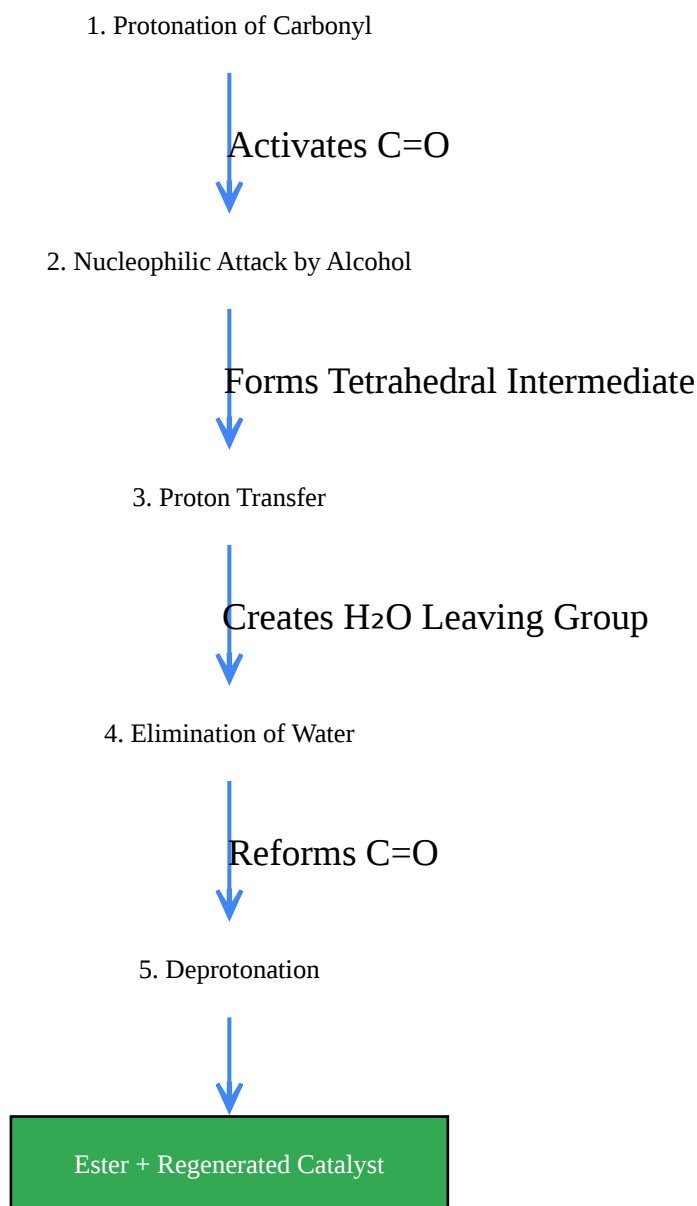 1. Protonation of Carbonyl
Activates C=O
2. Nucleophilic Attack by Alcohol
Forms Tetrahedral Intermediate
3. Proton Transfer
Creates H₂O Leaving Group
4. Elimination of Water
Reforms C=O
5. Deprotonation
Ester + Regenerated Catalyst